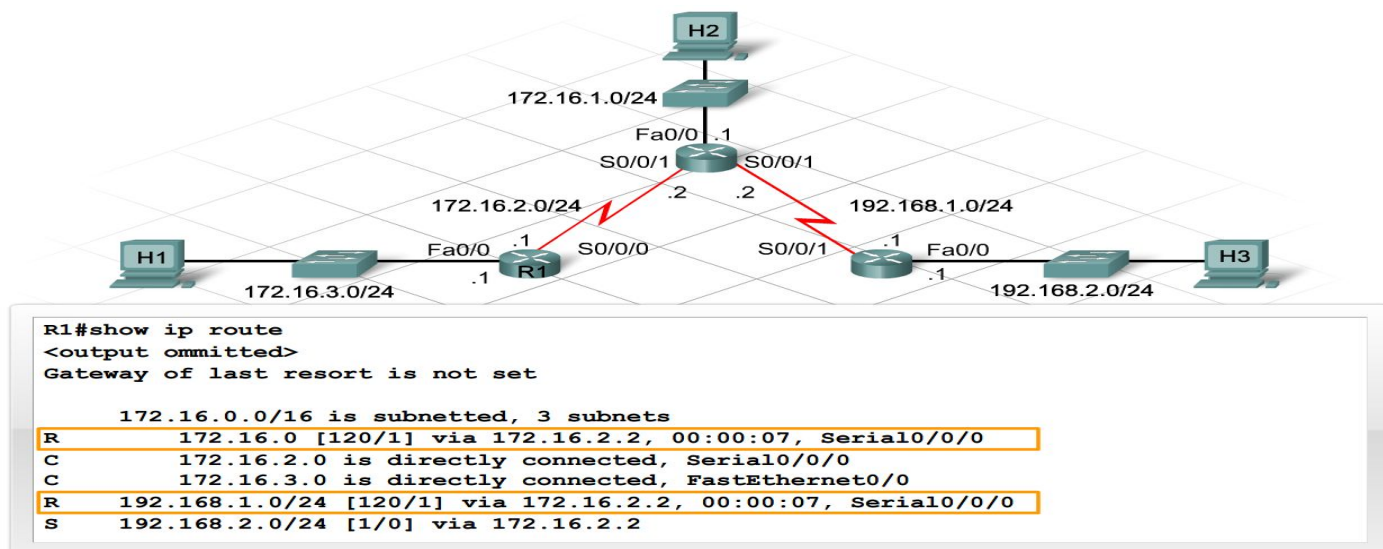 H2
172.16.1.0/24
Fa0/0 .1
S0/0/1 S0/0/1
.2 .2
172.16.2.0/24 192.168.1.0/24
H1 Fa0/0 .1 S0/0/0 S0/0/1 .1 Fa0/0 H3
.1 R1 .1
172.16.3.0/24 192.168.2.0/24
R1#show ip route
<output ommitted>
Gateway of last resort is not set
172.16.0.0/16 is subnetted, 3 subnets
R 172.16.0 [120/1] via 172.16.2.2, 00:00:07, Serial0/0/0
C 172.16.2.0 is directly connected, Serial0/0/0
C 172.16.3.0 is directly connected, FastEthernet0/0
R 192.168.1.0/24 [120/1] via 172.16.2.2, 00:00:07, Serial0/0/0
S 192.168.2.0/24 [1/0] via 172.16.2.2